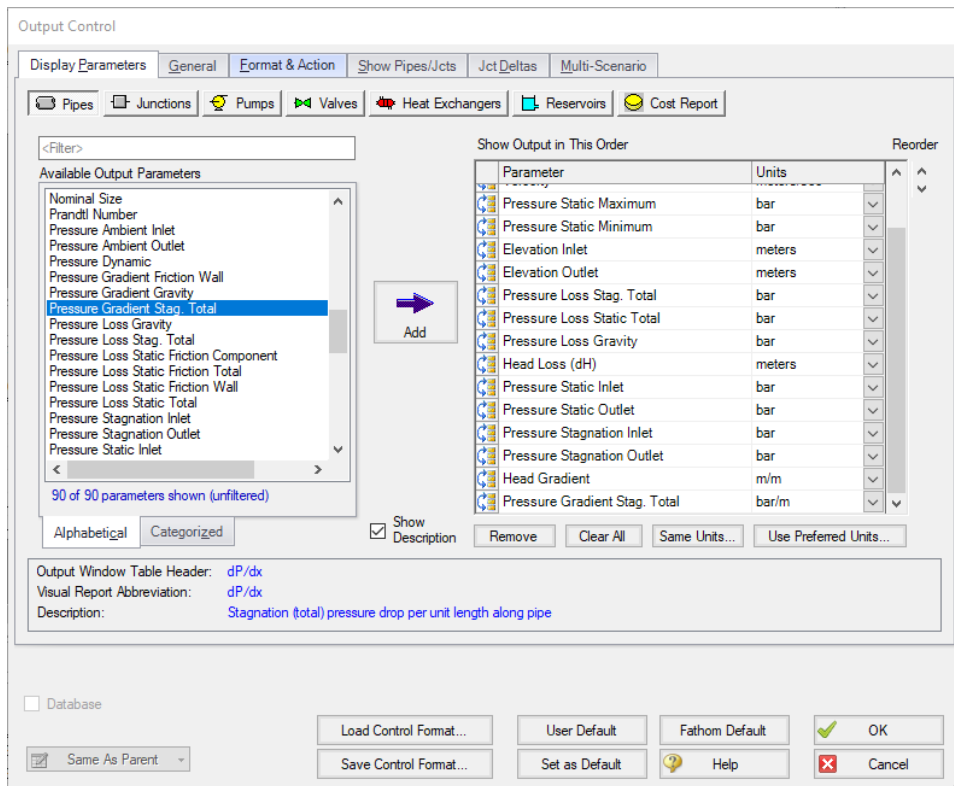 Output Control
Display Parameters General Format & Action Show Pipes/Jcts Jct Deltas Multi-Scenario
Pipes Junctions Pumps Valves Heat Exchangers Reservoirs Cost Report
<Filter>
Available Output Parameters
Nominal Size
Prandtl Number
Pressure Ambient Inlet
Pressure Ambient Outlet
Pressure Dynamic
Pressure Gradient Friction Wall
Pressure Gradient Gravity
Pressure Gradient Stag. Total
Pressure Loss Gravity
Pressure Loss Stag. Total
Pressure Loss Static Friction Component
Pressure Loss Static Friction Total
Pressure Loss Static Friction Wall
Pressure Loss Static Total
Pressure Stagnation Inlet
Pressure Stagnation Outlet
Pressure Static Inlet
90 of 90 parameters shown (unfiltered)
Alphabetical Categorized
Add
Show
Description
Show Output in This Order Reorder
Parameter Units
Pressure Static Maximum bar
Pressure Static Minimum bar
Elevation Inlet meters
Elevation Outlet meters
Pressure Loss Stag. Total bar
Pressure Loss Static Total bar
Pressure Loss Gravity bar
Head Loss (dH) meters
Pressure Static Inlet bar
Pressure Static Outlet bar
Pressure Stagnation Inlet bar
Pressure Stagnation Outlet bar
Head Gradient m/m
Pressure Gradient Stag. Total bar/m
Remove Clear All Same Units... Use Preferred Units...
Output Window Table Header: dP/dx
Visual Report Abbreviation: dP/dx
Description: Stagnation (total) pressure drop per unit length along pipe
Database
Load Control Format... User Default Fathom Default OK
Same As Parent Save Control Format... Set as Default Help Cancel